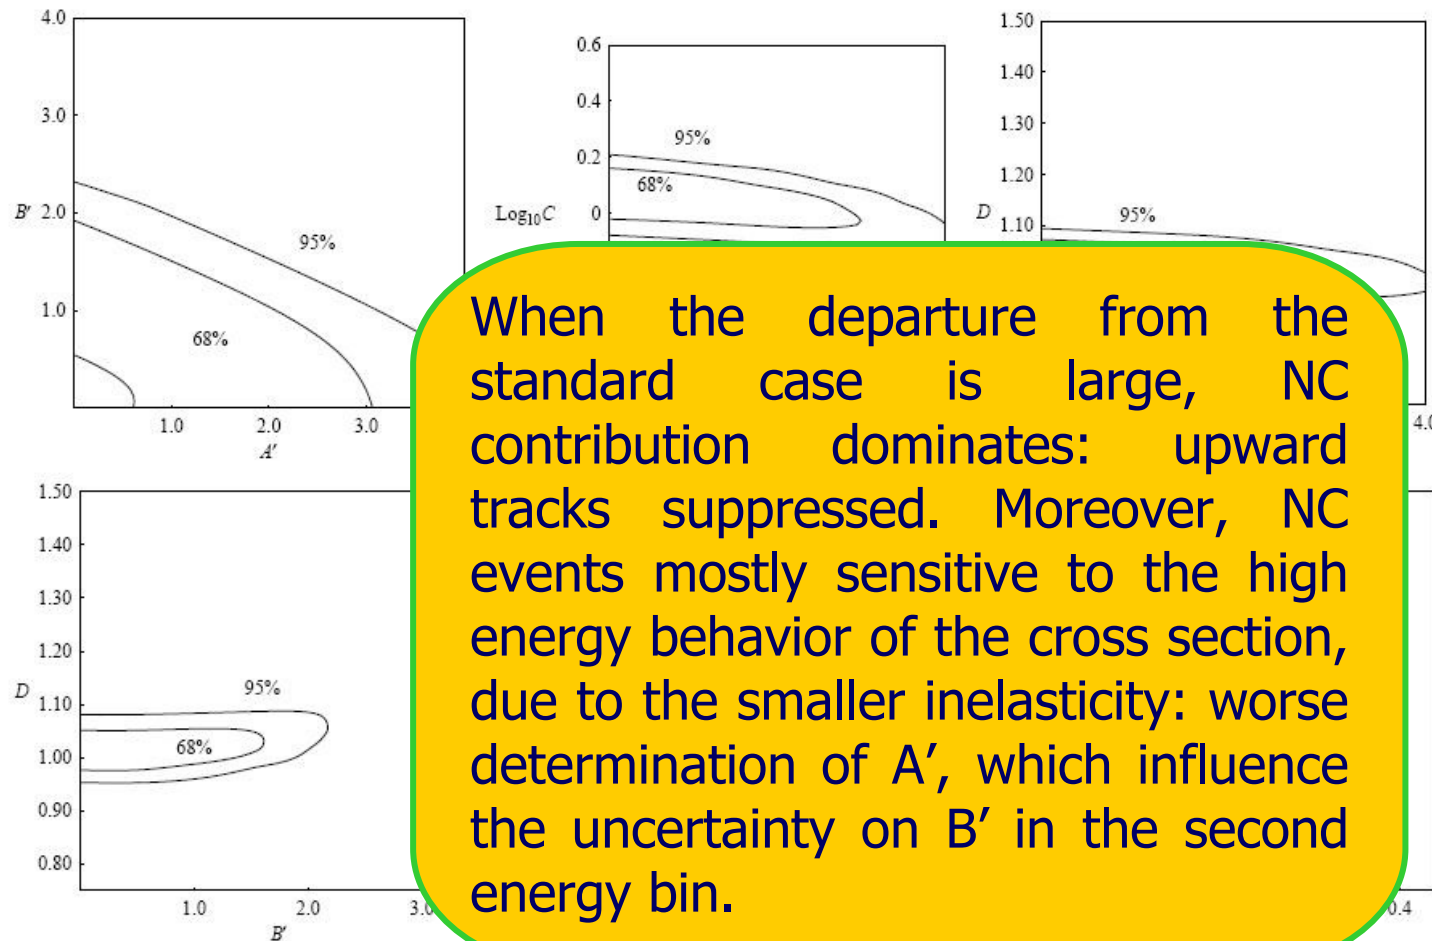 4.0
3.0
B′
2.0
1.0
95%
68%
1.0
2.0
3.0
A′
0.6
0.4
0.2
Log10C
0
95%
68%
1.50
1.40
1.30
1.20
D
1.10
95%
4.0
1.50
1.40
1.30
1.20
D
1.10
1.00
0.90
0.80
95%
68%
1.0
2.0
3.0
B′
0.4
When the departure from the
standard case is large, NC
contribution dominates: upward
tracks suppressed. Moreover, NC
events mostly sensitive to the high
energy behavior of the cross section,
due to the smaller inelasticity: worse
determination of A’, which influence
the uncertainty on B’ in the second
energy bin.